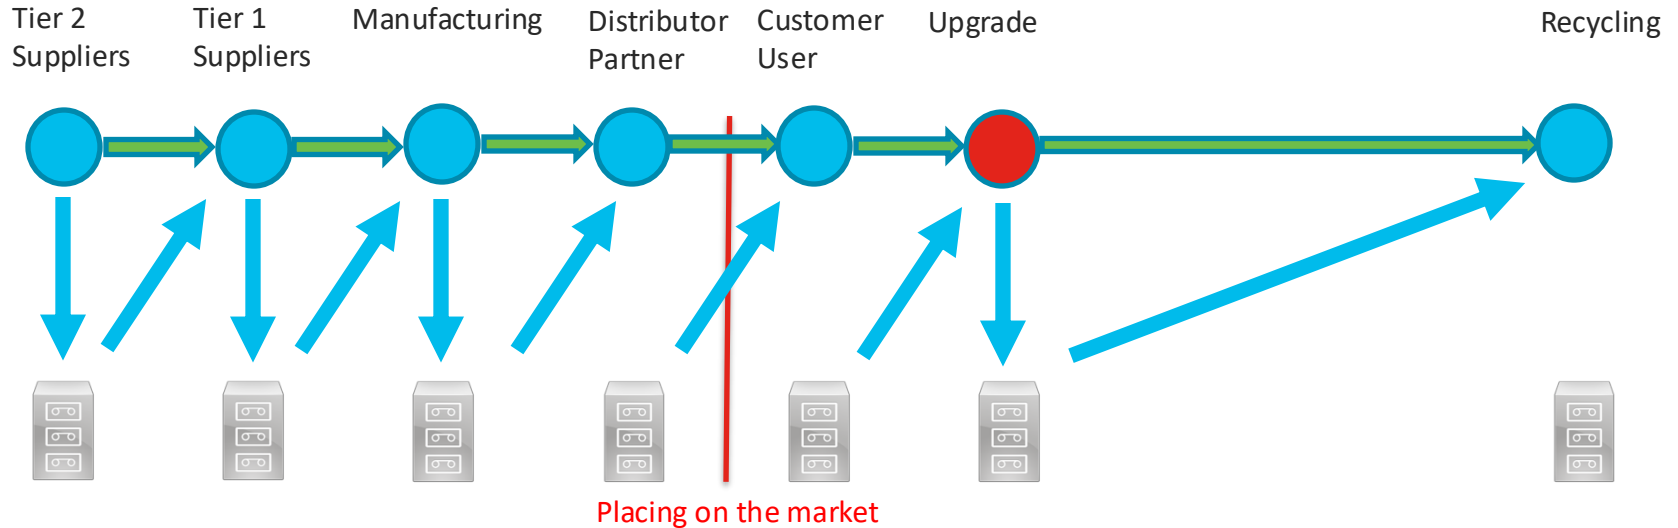 Tier 2
Suppliers
Tier 1
Suppliers
Manufacturing
Distributor
Partner
Customer
User
Upgrade
Recycling
Placing on the market